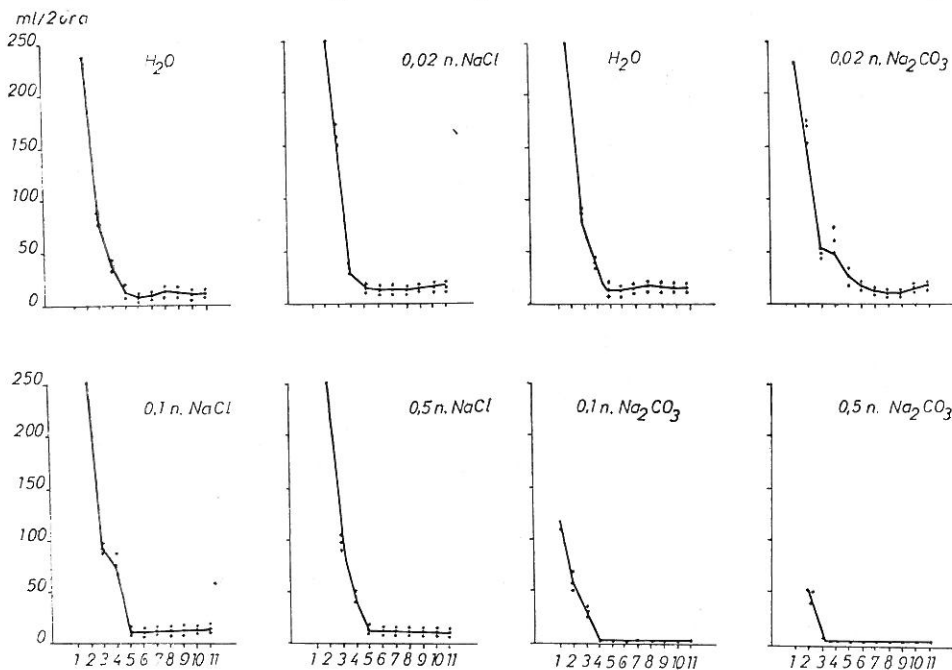 ml/2óra
H₂O
0,02 n. NaCl
H₂O
0,02 n. Na₂CO₃
250
200
150
100
50
0
0,1 n. NaCl
0,5 n. NaCl
0,1 n. Na₂CO₃
0,5 n. Na₂CO₃
250
200
150
100
50
0
1 2 3 4 5 6 7 8 9 10 11
1 2 3 4 5 6 7 8 9 10 11
1 2 3 4 5 6 7 8 9 10 11
1 2 3 4 5 6 7 8 9 10 11